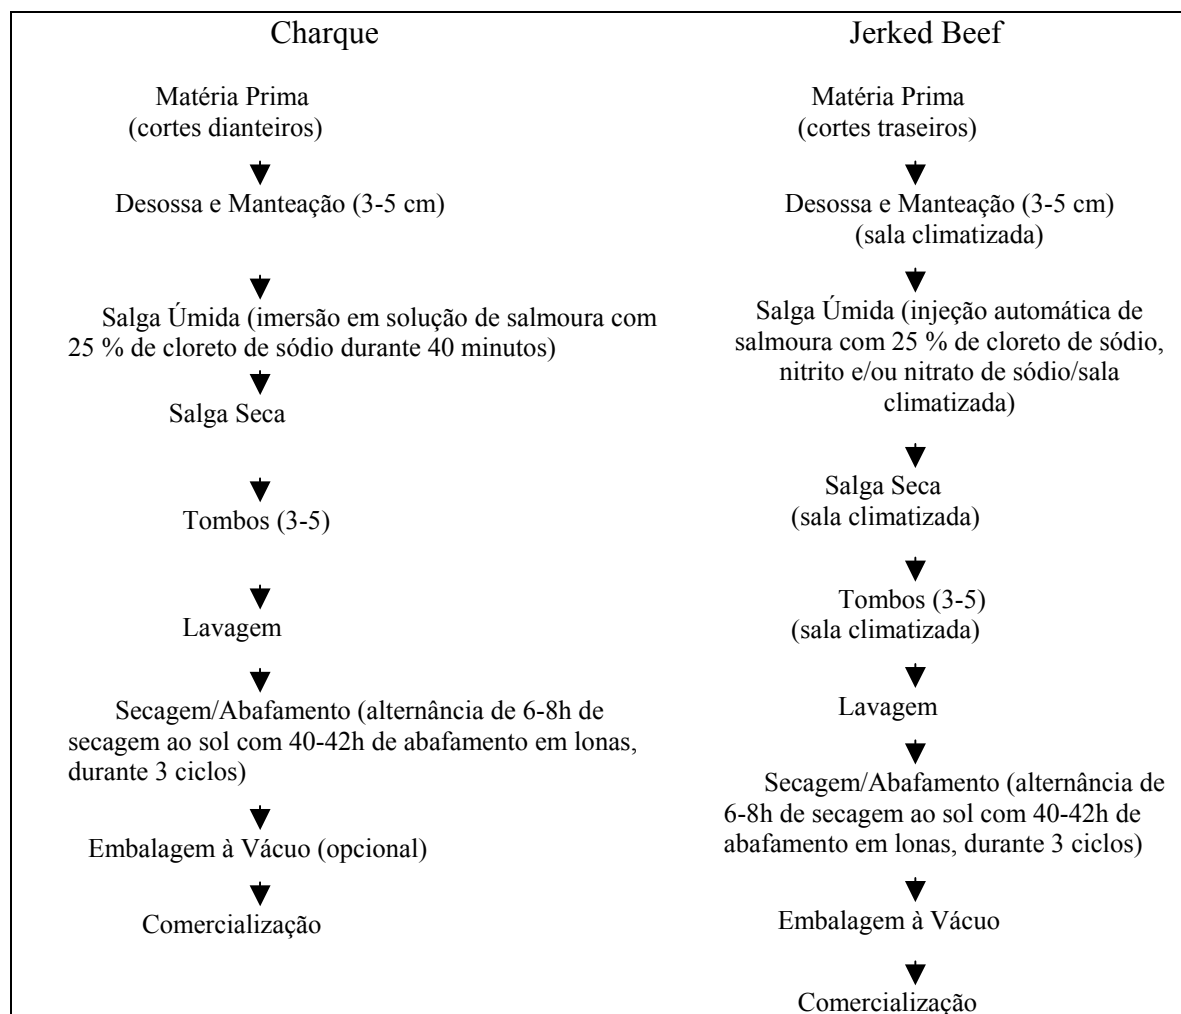 Charque
Matéria Prima
(cortes dianteiros)
Desossa e Manteação (3-5 cm)
Salga Úmida (imersão em solução de salmoura com
25 % de cloreto de sódio durante 40 minutos)
Salga Seca
Tombos (3-5)
Lavagem
Secagem/Abafamento (alternância de 6-8h de
secagem ao sol com 40-42h de abafamento em lonas,
durante 3 ciclos)
Embalagem à Vácuo (opcional)
Comercialização
Jerked Beef
Matéria Prima
(cortes traseiros)
Desossa e Manteação (3-5 cm)
(sala climatizada)
Salga Úmida (injeção automática de
salmoura com 25 % de cloreto de sódio,
nitrito e/ou nitrato de sódio/sala
climatizada)
Salga Seca
(sala climatizada)
Tombos (3-5)
(sala climatizada)
Lavagem
Secagem/Abafamento (alternância de
6-8h de secagem ao sol com 40-42h de
abafamento em lonas, durante 3 ciclos)
Embalagem à Vácuo
Comercialização